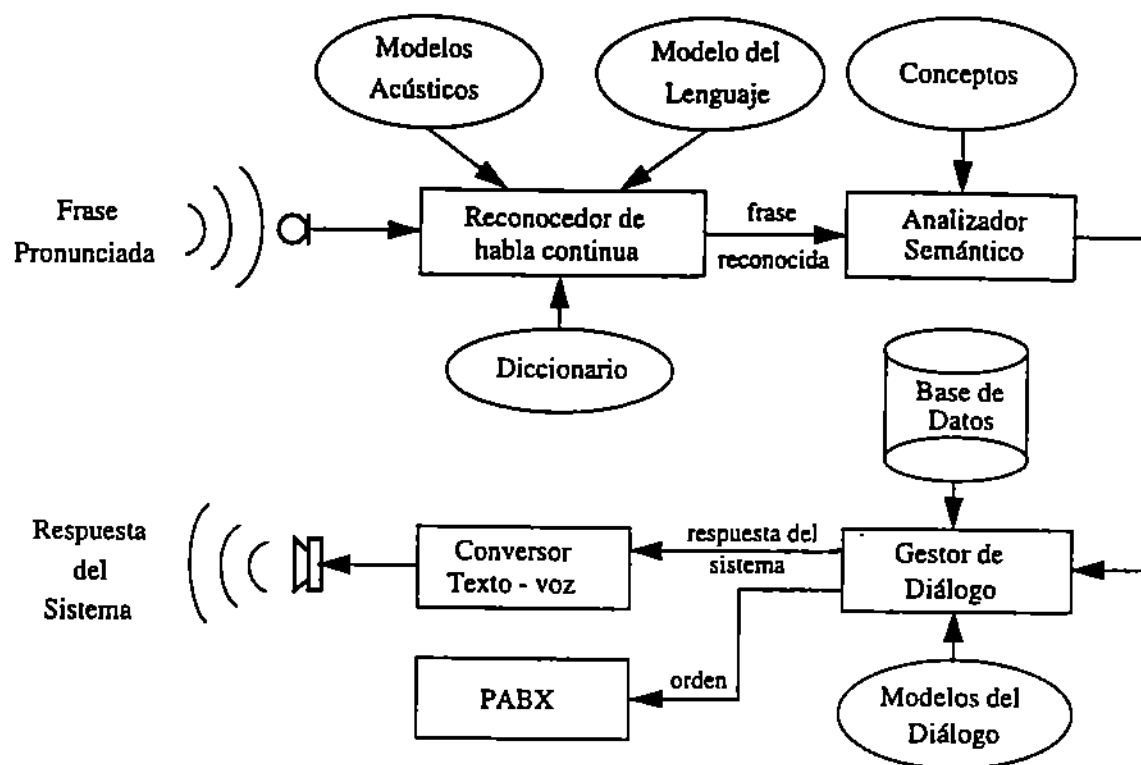 Modelos
Acústicos
Modelo del
Lenguaje
Conceptos
Frase
Pronunciada
Reconocedor de
habla continua
frase
reconocida
Analizador
Semántico
Diccionario
Base de
Datos
Respuesta
del
Sistema
Conversor
Texto - voz
respuesta del
sistema
Gestor de
Diálogo
PABX
orden
Modelos del
Diálogo